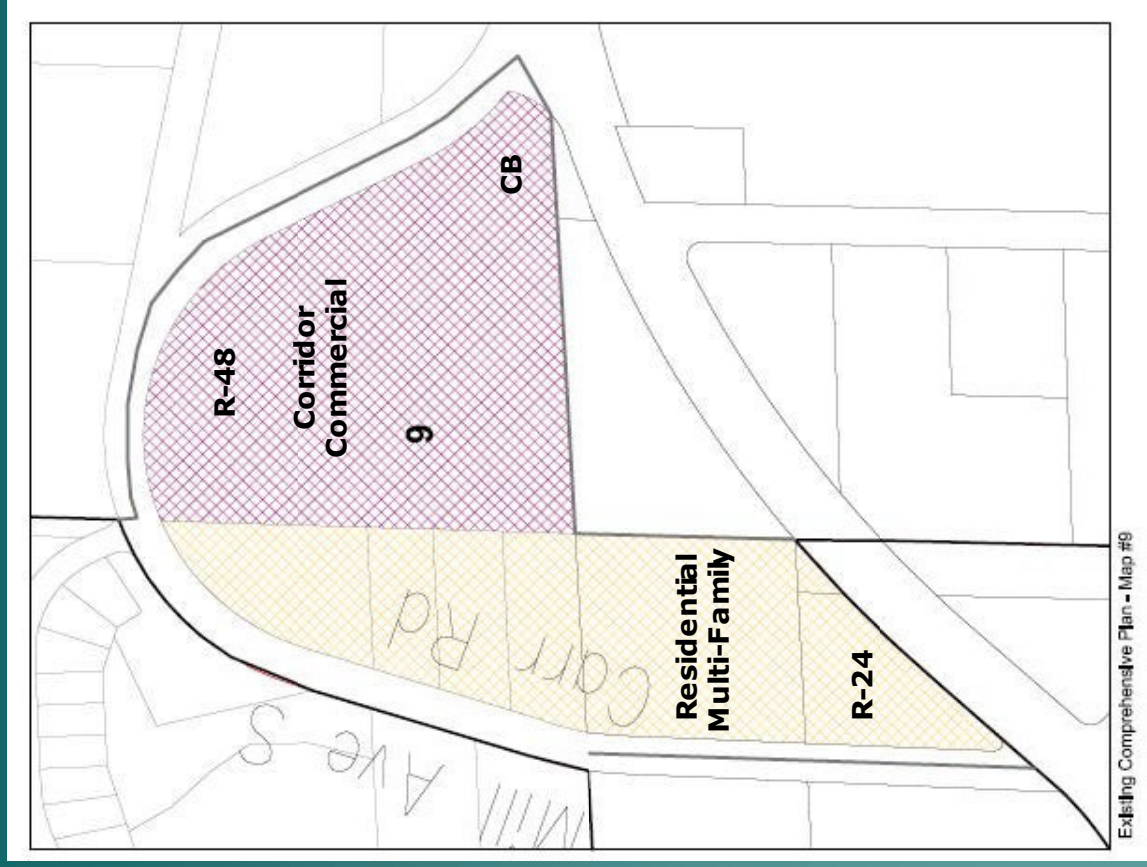 R-48
Corridor
Commercial
9
CB
Residential
Multi-Family
R-24
Carr Rd
Mill Ave S
Existing Comprehensive Plan - Map #9